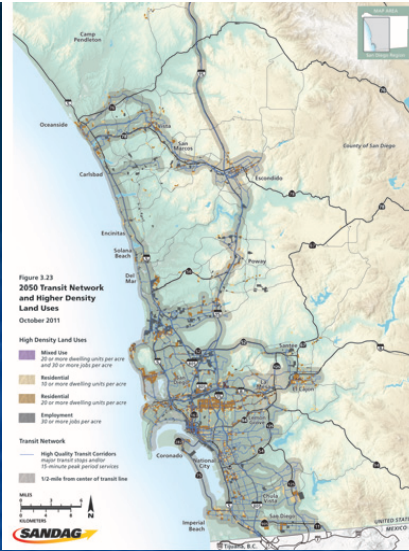 MAP AREA
San Diego Region
Camp
Pendleton
Oceanside
Vista
San
Marcos
County of San Diego
Carlsbad
Escondido
Encinitas
Solana
Beach
Poway
Del
Mar
Figure 3.23
2050 Transit Network
and Higher Density
Land Uses
October 2011
High Density Land Uses
Mixed Use
20 or more dwelling units per acre
and 30 or more jobs per acre
Residential
10 or more dwelling units per acre
Residential
20 or more dwelling units per acre
Employment
30 or more jobs per acre
Transit Network
High Quality Transit Corridors
major transit stops and/or
15-minute peak period services
1/2-mile from center of transit line
MILES
KILOMETERS
N
SANDAG
Santee
El Cajon
Lemon
Grove
Coronado
National
City
Chula
Vista
San Diego
Imperial
Beach
UNITED STATES
MEXICO
Tijuana, B.C.